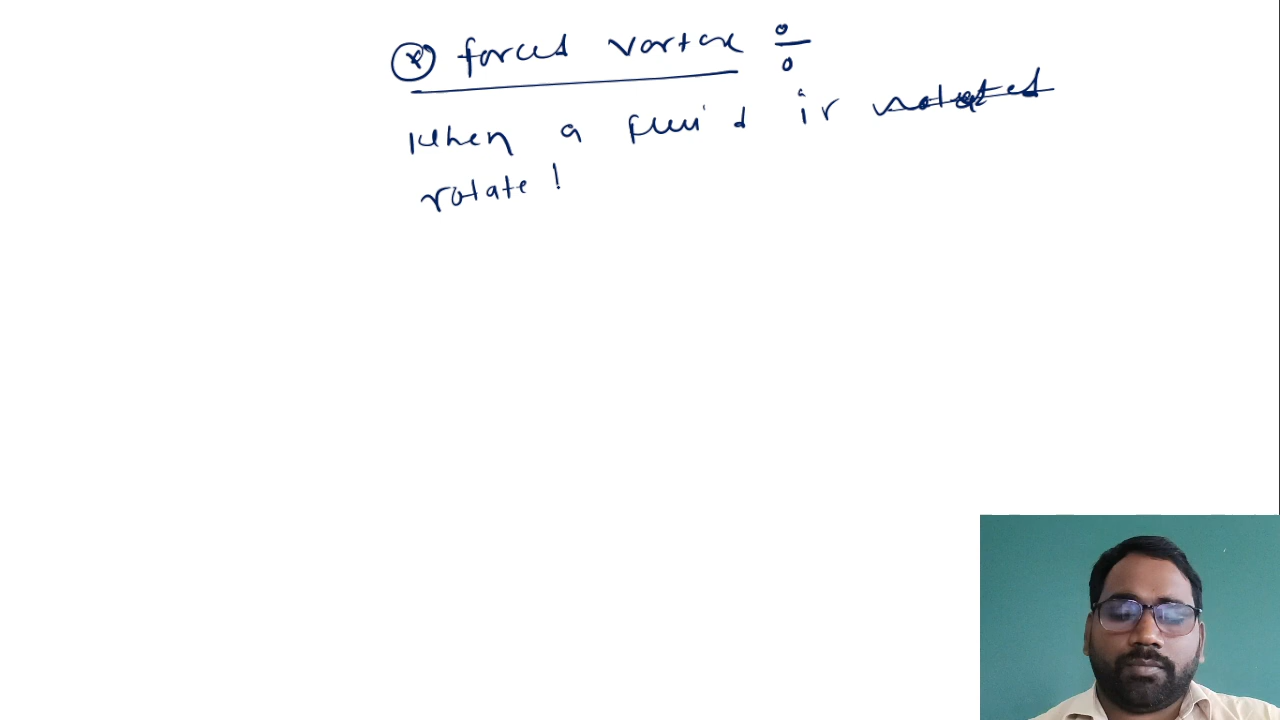 * forced vortex :-
When a fluid is rotated
rotate